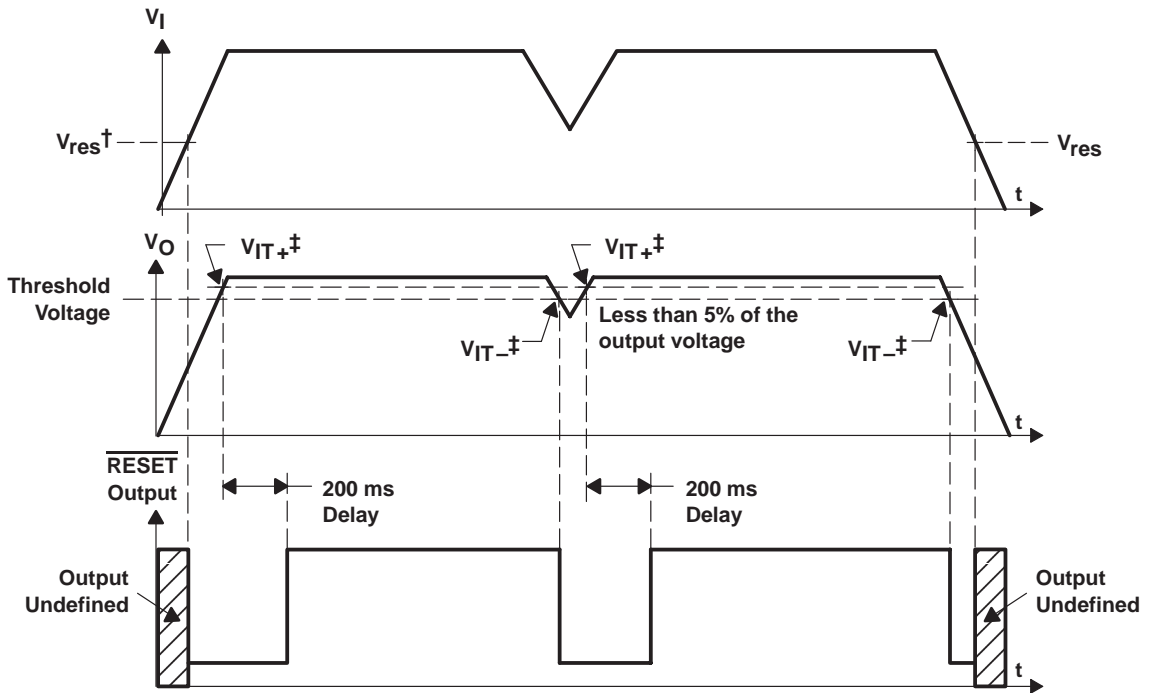 VI
Vres†
Vres
t
VO
VIT+‡
VIT+‡
Threshold
Voltage
Less than 5% of the
output voltage
VIT–‡
VIT–‡
t
RESET
Output
200 ms
Delay
200 ms
Delay
Output
Undefined
Output
Undefined
t